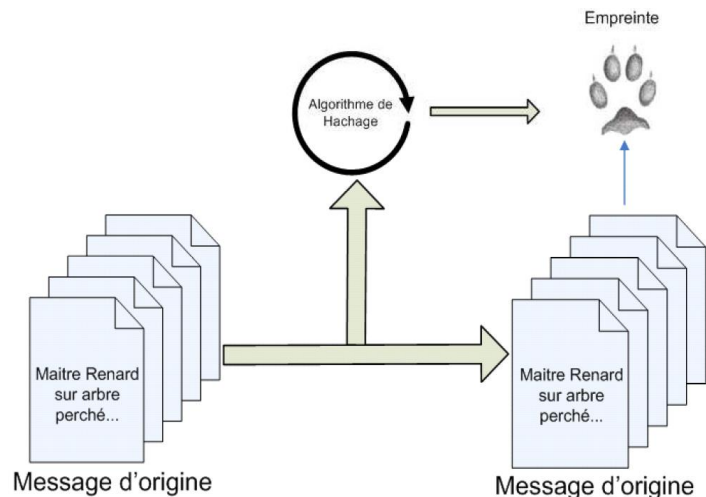 Empreinte
Algorithme de
Hachage
Maitre Renard
sur arbre
perché...
Message d'origine
Maitre Renard
sur arbre
perché...
Message d'origine